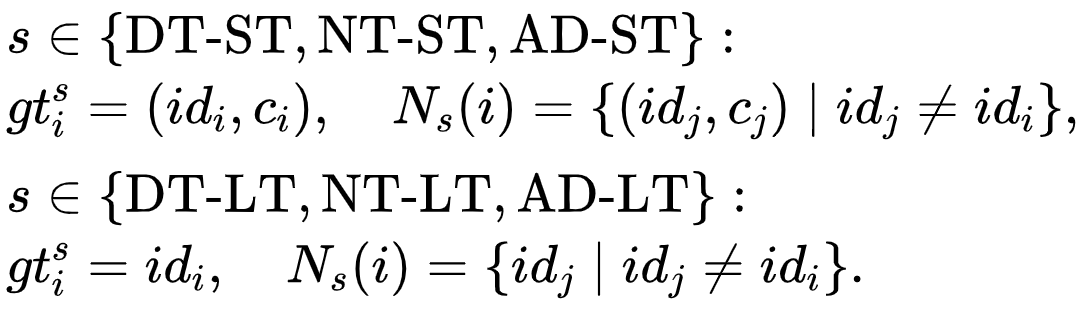 s ∈ {DT-ST, NT-ST, AD-ST} :
gt_i^s = (id_i, c_i), N_s(i) = {(id_j, c_j) | id_j ≠ id_i},
s ∈ {DT-LT, NT-LT, AD-LT} :
gt_i^s = id_i, N_s(i) = {id_j | id_j ≠ id_i}.